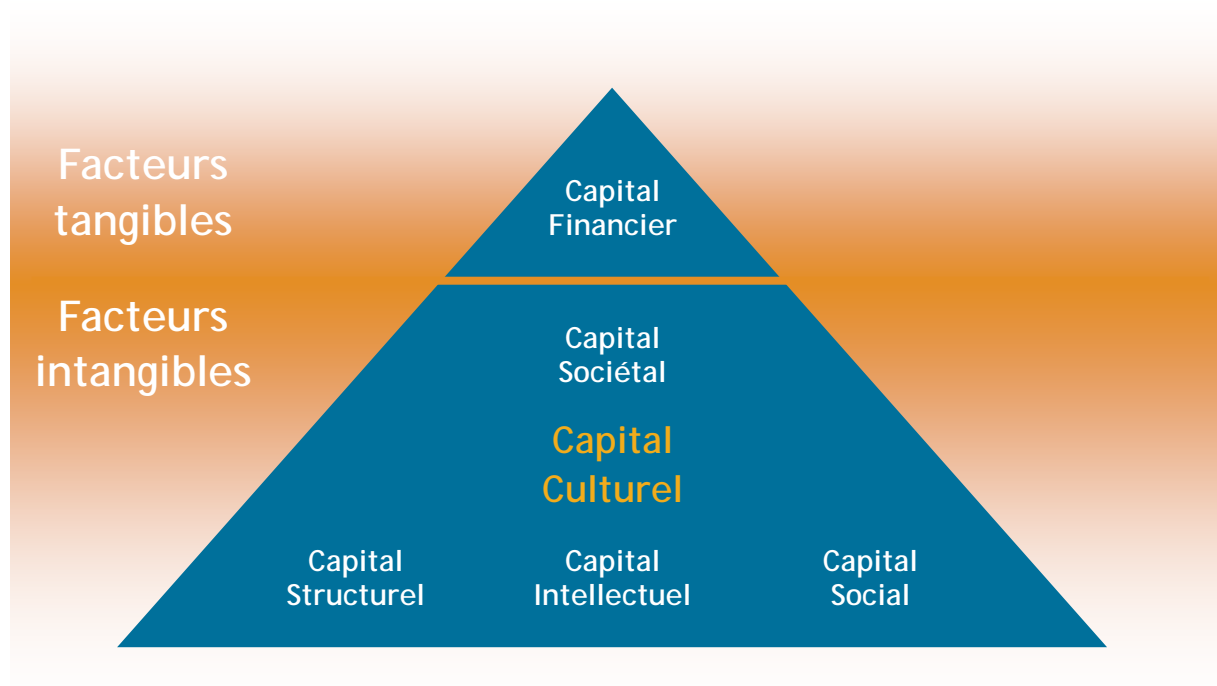 Facteurs
tangibles
Capital
Financier
Facteurs
intangibles
Capital
Sociétal
Capital
Culturel
Capital
Structurel
Capital
Intellectuel
Capital
Social